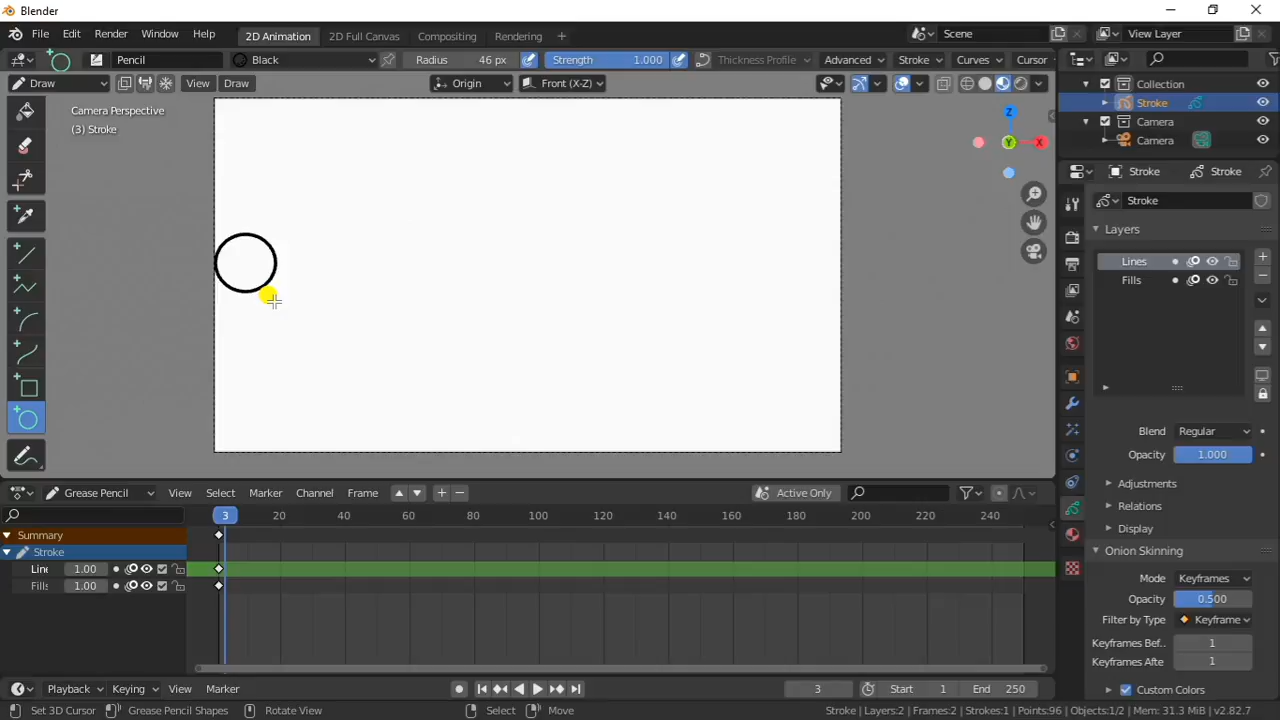 Blender
File Edit Render Window Help 2D Animation 2D Full Canvas Compositing Rendering Scene View Layer
Pencil Black Radius 46 px Strength 1.000 Thickness Profile Advanced Stroke Curves Cursor
Draw View Draw Origin Front (X-Z) Collection
Camera Perspective Stroke
(3) Stroke Camera
Z Camera
Y X
Stroke Stroke
Stroke
Layers
Lines
Fills
Blend Regular
Opacity 1.000
Adjustments
Grease Pencil View Select Marker Channel Frame Active Only
3 20 40 60 80 100 120 140 160 180 200 220 240 Relations
Summary Display
Stroke Onion Skinning
Line 1.00 Mode Keyframes
Fills 1.00 Opacity 0.500
Filter by Type Keyframe
Keyframes Bef.. 1
Keyframes Afte 1
Playback Keying View Marker 3 Start 1 End 250 Custom Colors
Set 3D Cursor Grease Pencil Shapes Rotate View Select Move Stroke | Layers:2 | Frames:2 | Strokes:1 | Points:96 | Objects:1/2 | Mem: 31.3 MiB | v2.82.7